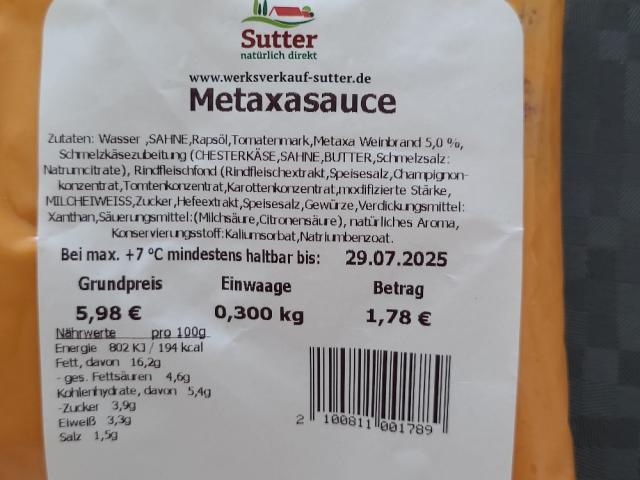 Sutter
natürlich direkt
www.werksverkauf-sutter.de
Metaxasauce
Zutaten: Wasser ,SAHNE,Rapsöl,Tomatenmark,Metaxa Weinbrand 5,0 %,
Schmelzkäsezubeitung (CHESTERKÄSE,SAHNE,BUTTER,Schmelzsalz:
Natrumcitrate), Rindfleischfond (Rindfleischextrakt,Speisesalz,Champignon-
konzentrat,Tomtenkonzentrat,Karottenkonzentrat,modifizierte Stärke,
MILCHEIWEISS,Zucker,Hefeextrakt,Speisesalz,Gewürze,Verdickungsmittel:
Xanthan,Säuerungsmittel:(Milchsäure,Citronensäure), natürliches Aroma,
Konservierungsstoff:Kaliumsorbat,Natriumbenzoat.
Bei max. +7 °C mindestens haltbar bis: 29.07.2025
Grundpreis Einwaage Betrag
5,98 € 0,300 kg 1,78 €
Nährwerte pro 100g
Energie 802 KJ / 194 kcal
Fett, davon 16,2g
- ges. Fettsäuren 4,6g
Kohlenhydrate, davon 5,4g
-Zucker 3,9g
Eiweiß 3,3g
Salz 1,5g
2 100811 001789